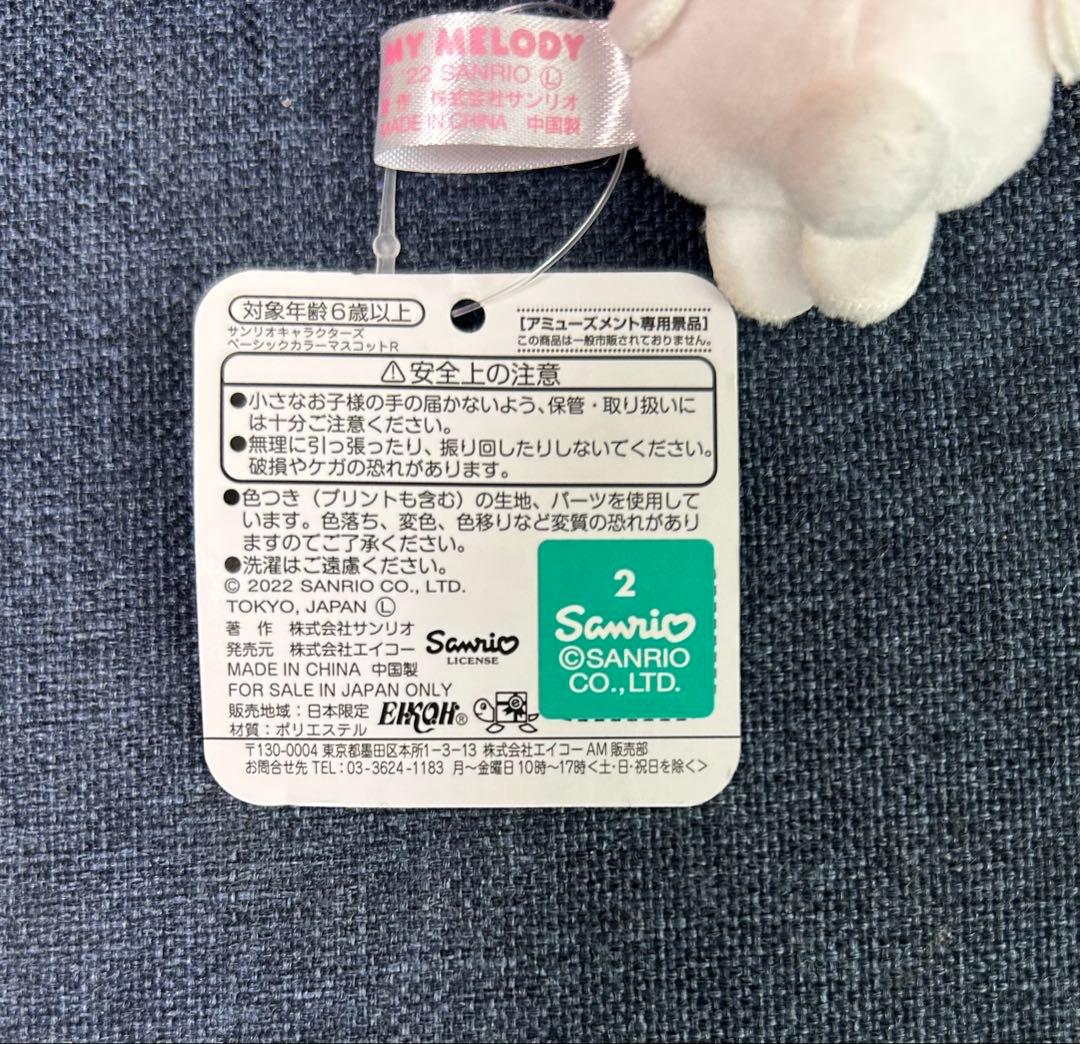 MY MELODY
'22 SANRIO Ⓛ
著 作 株式会社サンリオ
MADE IN CHINA 中国製
対象年齢6歳以上
サンリオキャラクターズ
ベーシックカラーマスコットR
[アミューズメント専用景品]
この商品は一般市販されておりません。
⚠安全上の注意
●小さなお子様の手の届かないよう、保管・取り扱いに
は十分ご注意ください。
●無理に引っ張ったり、振り回したりしないでください。
破損やケガの恐れがあります。
●色つき（プリントも含む）の生地、パーツを使用して
います。色落ち、変色、色移りなど変質の恐れがあり
ますのでご了承ください。
●洗濯はご遠慮ください。
© 2022 SANRIO CO., LTD.
TOKYO, JAPAN Ⓛ
著 作 株式会社サンリオ
発売元 株式会社エイコー
Sanrio
LICENSE
MADE IN CHINA 中国製
FOR SALE IN JAPAN ONLY
販売地域：日本限定
EIKOH®
材質：ポリエステル
2
Sanrio
©SANRIO
CO., LTD.
〒130-0004 東京都墨田区本所1-3-13 株式会社エイコー AM販売部
お問合せ先 TEL：03-3624-1183 月〜金曜日10時〜17時<土・日・祝日を除く>